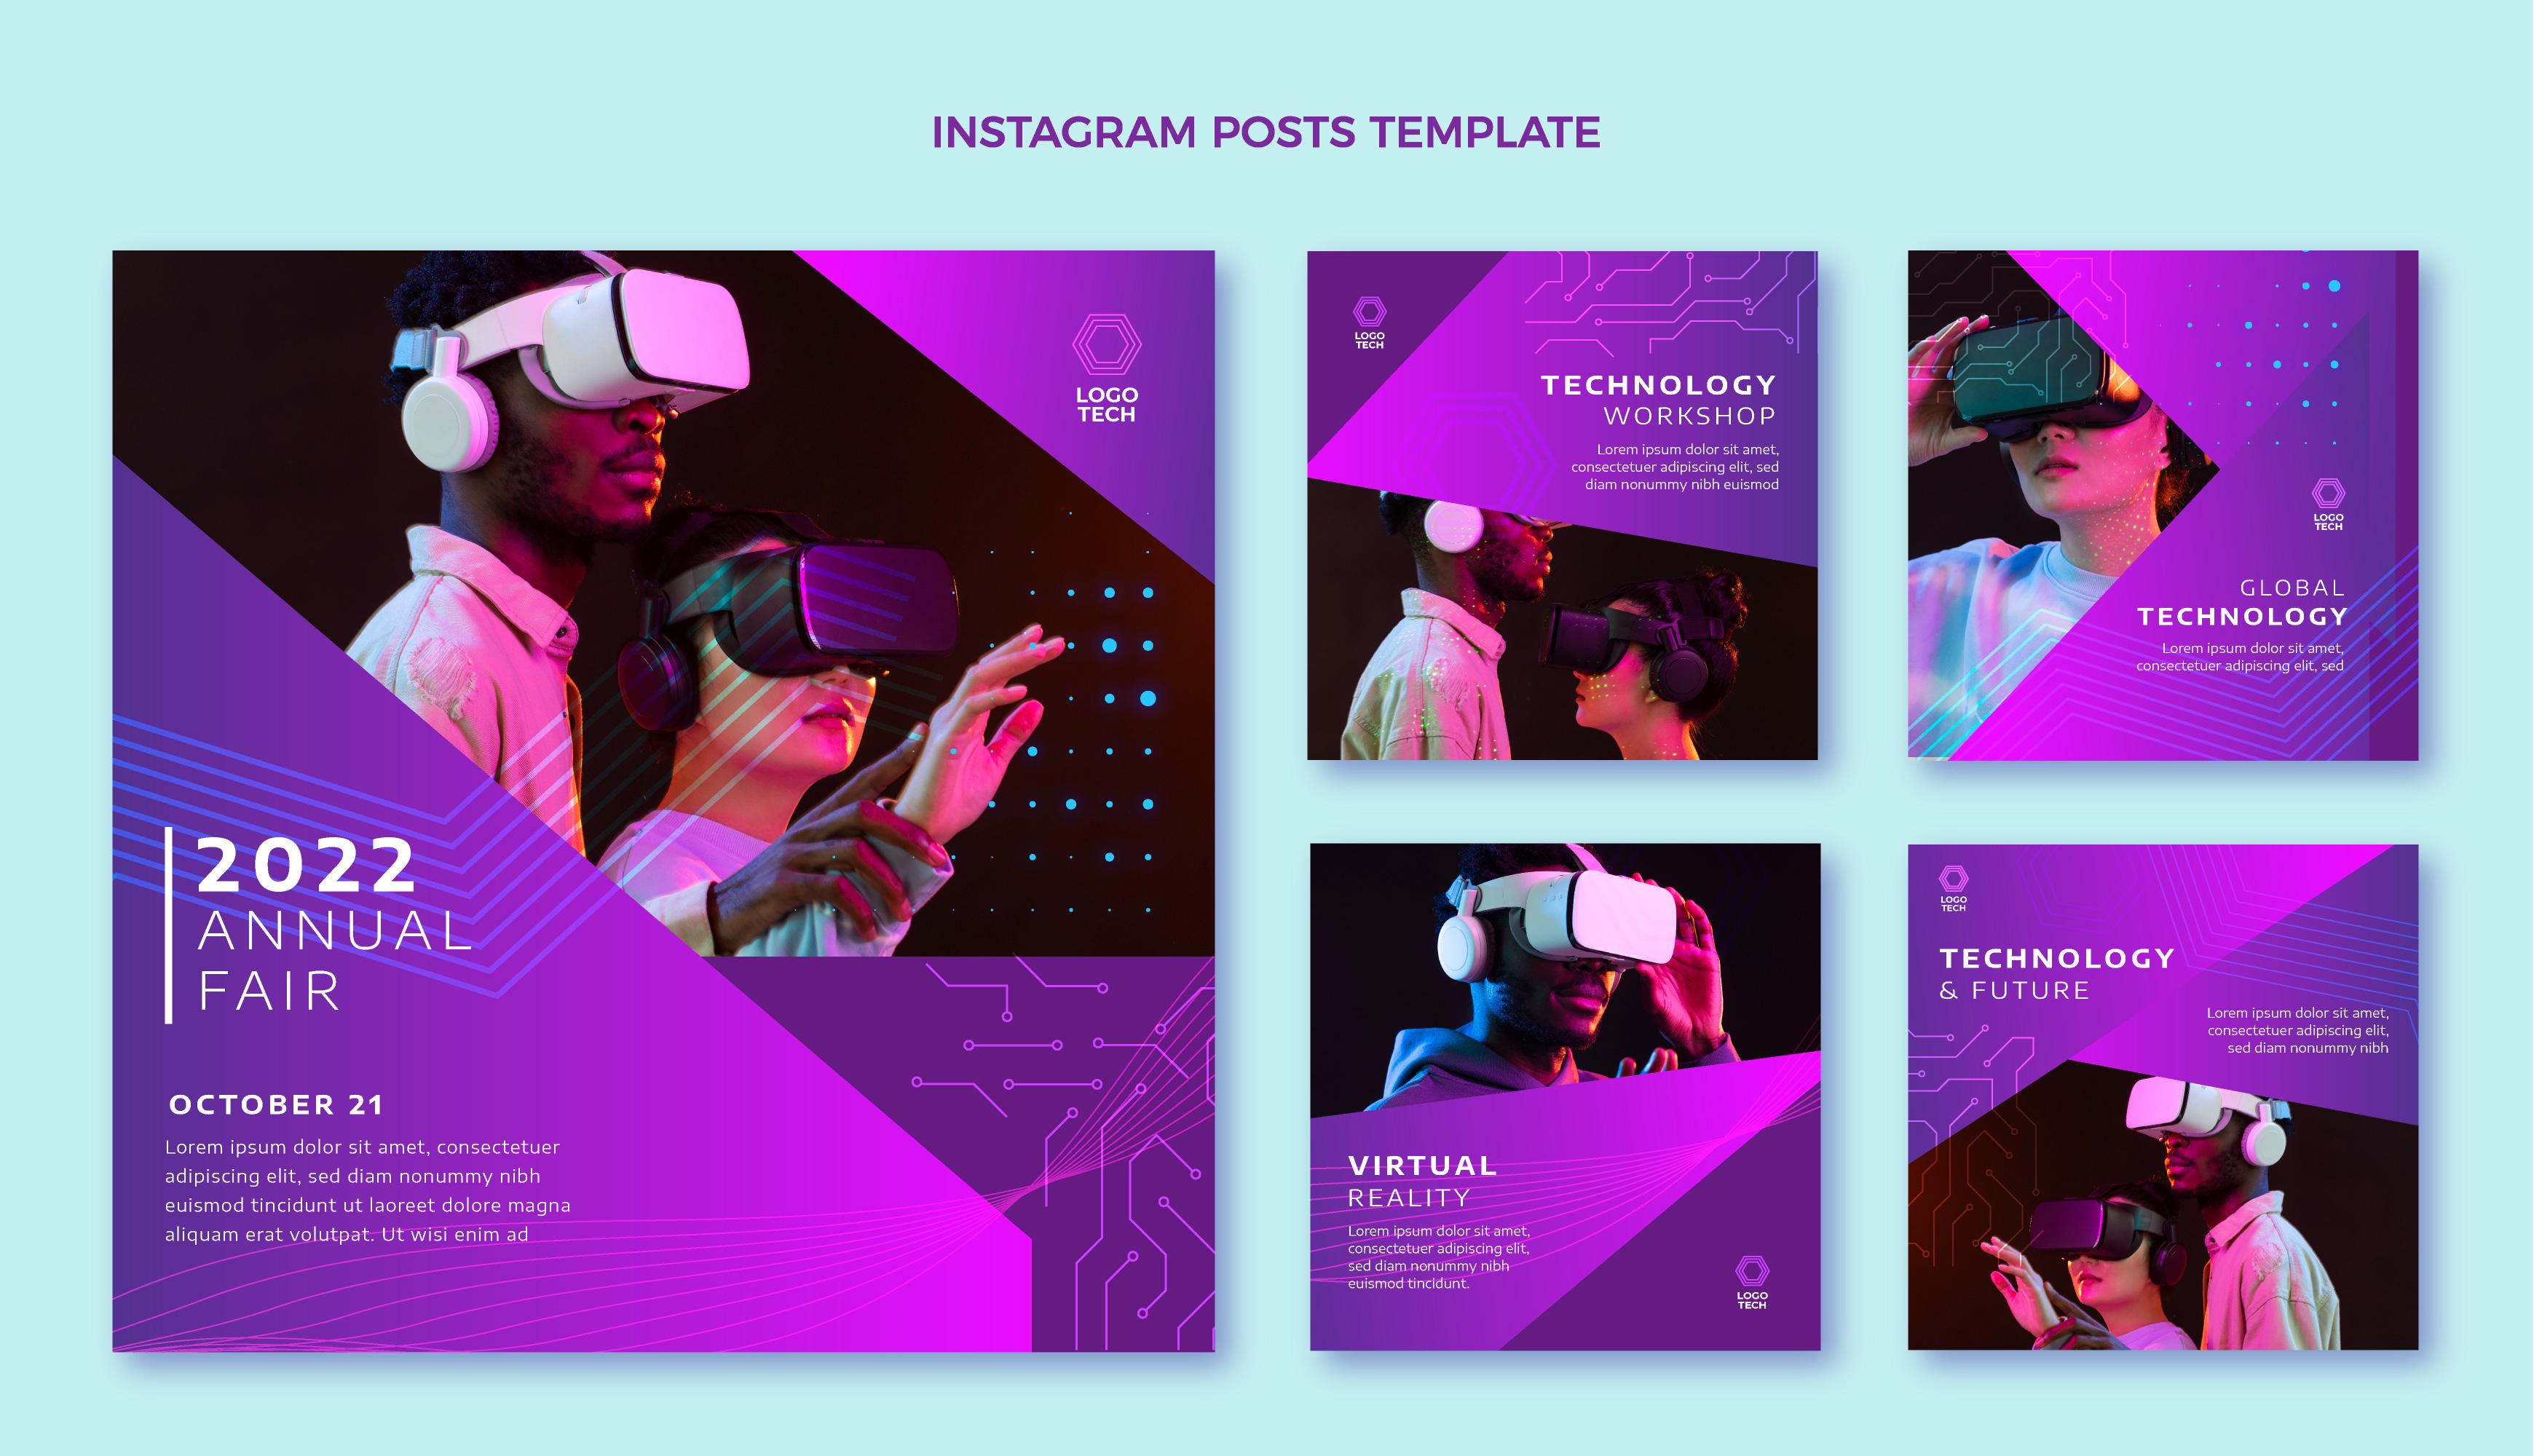 INSTAGRAM POSTS TEMPLATE
LOGO
TECH
2022
ANNUAL
FAIR
OCTOBER 21
Lorem ipsum dolor sit amet, consectetuer
adipiscing elit, sed diam nonummy nibh
euismod tincidunt ut laoreet dolore magna
aliquam erat volutpat. Ut wisi enim ad
LOGO
TECH
TECHNOLOGY
WORKSHOP
Lorem ipsum dolor sit amet,
consectetuer adipiscing elit, sed
diam nonummy nibh euismod
LOGO
TECH
GLOBAL
TECHNOLOGY
Lorem ipsum dolor sit amet,
consectetuer adipiscing elit, sed
VIRTUAL
REALITY
Lorem ipsum dolor sit amet,
consectetuer adipiscing elit,
sed diam nonummy nibh
euismod tincidunt.
LOGO
TECH
LOGO
TECH
TECHNOLOGY
& FUTURE
Lorem ipsum dolor sit amet,
consectetuer adipiscing elit,
sed diam nonummy nibh